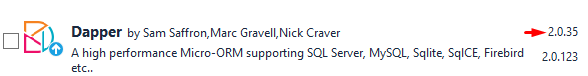 Dapper by Sam Saffron,Marc Gravell,Nick Craver 2.0.35
A high performance Micro-ORM supporting SQL Server, MySQL, Sqlite, SqlCE, Firebird 2.0.123
etc..